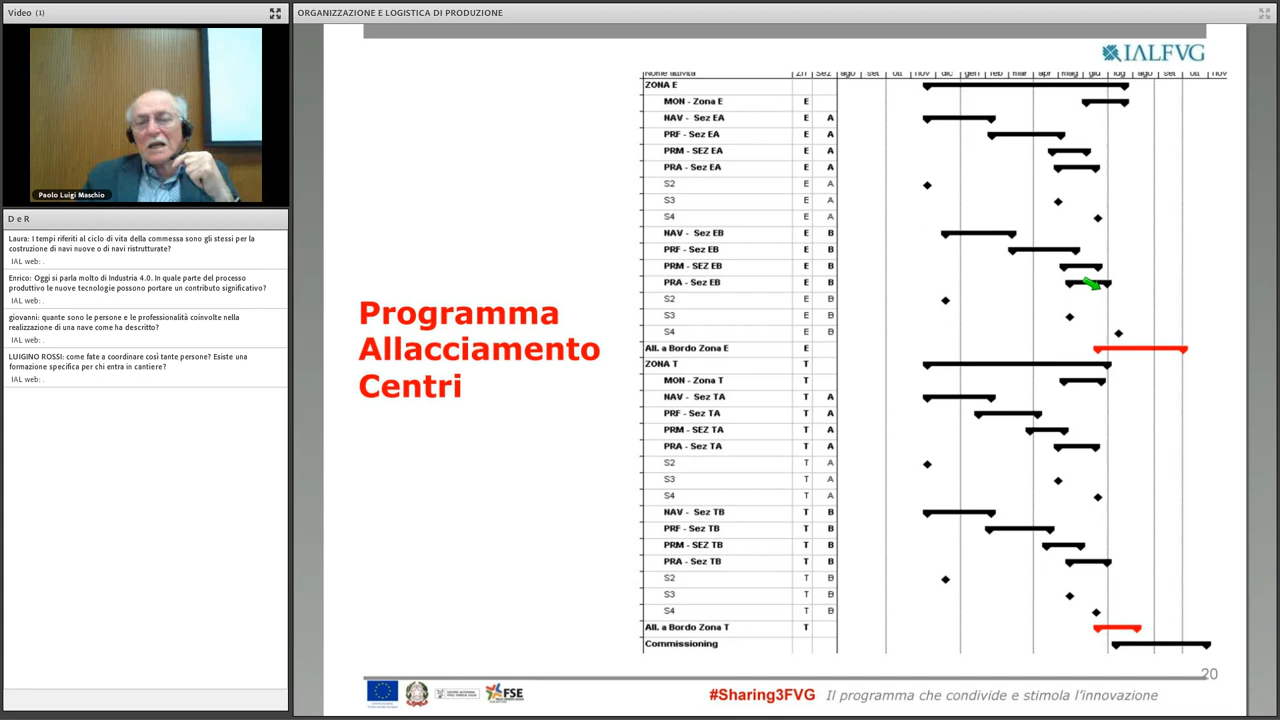 Video (1)
Paolo Luigi Maschio
D e R
Laura: I tempi riferiti al ciclo di vita della commessa sono gli stessi per la
costruzione di navi nuove o di navi ristrutturate?
IAL web: .
Enrico: Oggi si parla molto di Industria 4.0. In quale parte del processo
produttivo le nuove tecnologie possono portare un contributo significativo?
IAL web: .
giovanni: quante sono le persone e le professionalità coinvolte nella
realizzazione di una nave come ha descritto?
IAL web: .
LUIGINO ROSSI: come fate a coordinare così tante persone? Esiste una
formazione specifica per chi entra in cantiere?
IAL web: .
ORGANIZZAZIONE E LOGISTICA DI PRODUZIONE
IALFVG
Programma
Allacciamento
Centri
Nome attività Zn Sez ago set ott nov dic gen feb mar apr mag giu lug ago set ott nov
ZONA E
MON - Zona E E
NAV - Sez EA E A
PRF - Sez EA E A
PRM - SEZ EA E A
PRA - Sez EA E A
S2 E A
S3 E A
S4 E A
NAV - Sez EB E B
PRF - Sez EB E B
PRM - SEZ EB E B
PRA - Sez EB E B
S2 E B
S3 E B
S4 E B
All. a Bordo Zona E E
ZONA T T
MON - Zona T T
NAV - Sez TA T A
PRF - Sez TA T A
PRM - SEZ TA T A
PRA - Sez TA T A
S2 T A
S3 T A
S4 T A
NAV - Sez TB T B
PRF - Sez TB T B
PRM - SEZ TB T B
PRA - Sez TB T B
S2 T B
S3 T B
S4 T B
All. a Bordo Zona T T
Commissioning
20
FSE
#Sharing3FVG Il programma che condivide e stimola l'innovazione